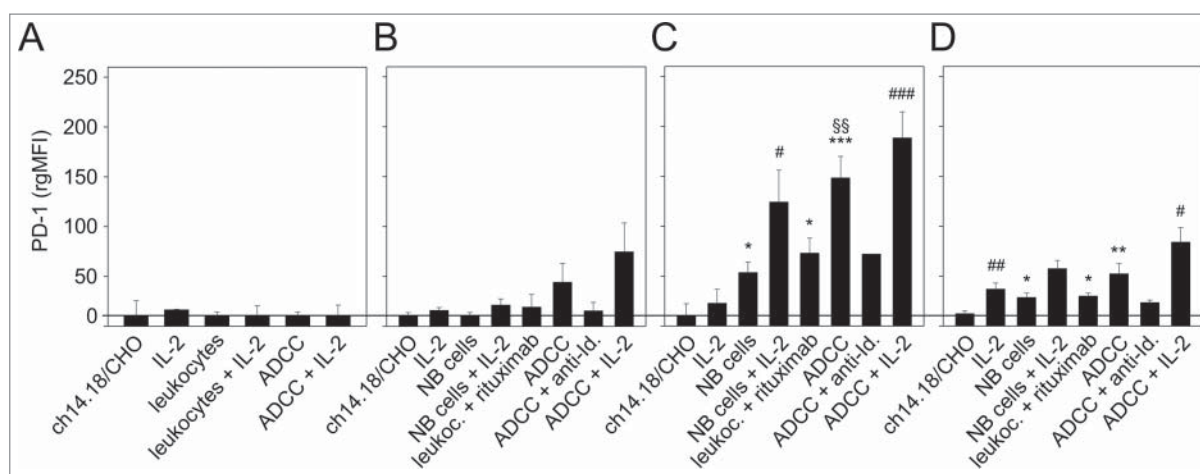 A
B
C
D
PD-1 (rgMFI)
250
200
150
100
50
0
ch14.18/CHO
IL-2
leukocytes
leukocytes + IL-2
ADCC
ADCC + IL-2
ch14.18/CHO
IL-2
NB cells
NB cells + IL-2
leukoc. + rituximab
ADCC
ADCC + anti-Id.
ADCC + IL-2
*
#
*
§§
***
###
ch14.18/CHO
IL-2
NB cells
NB cells + IL-2
leukoc. + rituximab
ADCC
ADCC + anti-Id.
ADCC + IL-2
##
*
*
**
#
ch14.18/CHO
IL-2
NB cells
NB cells + IL-2
leukoc. + rituximab
ADCC
ADCC + anti-Id.
ADCC + IL-2